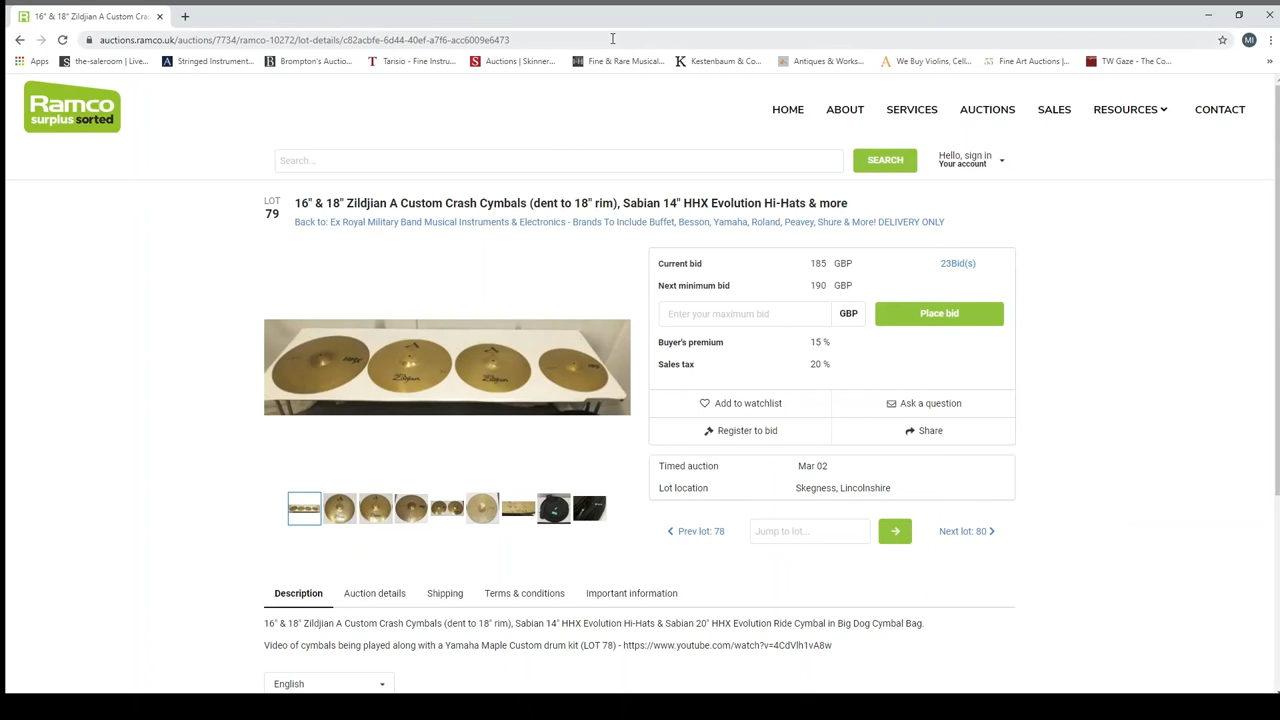 16" & 18" Zildjian A Custom Cra
auctions.ramco.uk/auctions/7734/ramco-10272/lot-details/c82acbfe-6d44-40ef-a7f6-acc6009e6473
MI
Apps the-saleroom | Live... Stringed Instrument... Brompton's Auctio... Tarisio - Fine Instru... Auctions | Skinner... Fine & Rare Musical... Kestenbaum & Co... Antiques & Works... We Buy Violins, Cell... Fine Art Auctions |... TW Gaze - The Co...
Ramco
surplus sorted
HOME ABOUT SERVICES AUCTIONS SALES RESOURCES CONTACT
Search... SEARCH
Hello, sign in
Your account
LOT
79
16" & 18" Zildjian A Custom Crash Cymbals (dent to 18" rim), Sabian 14" HHX Evolution Hi-Hats & more
Back to: Ex Royal Military Band Musical Instruments & Electronics - Brands To Include Buffet, Besson, Yamaha, Roland, Peavey, Shure & More! DELIVERY ONLY
Current bid 185 GBP 23Bid(s)
Next minimum bid 190 GBP
Enter your maximum bid GBP Place bid
Buyer's premium 15 %
Sales tax 20 %
Add to watchlist Ask a question
Register to bid Share
Timed auction Mar 02
Lot location Skegness, Lincolnshire
Prev lot: 78 Jump to lot... Next lot: 80
HHX A Zildjian A Zildjian
Description Auction details Shipping Terms & conditions Important information
16" & 18" Zildjian A Custom Crash Cymbals (dent to 18" rim), Sabian 14" HHX Evolution Hi-Hats & Sabian 20" HHX Evolution Ride Cymbal in Big Dog Cymbal Bag.
Video of cymbals being played along with a Yamaha Maple Custom drum kit (LOT 78) - https://www.youtube.com/watch?v=4CdVlh1vA8w
English